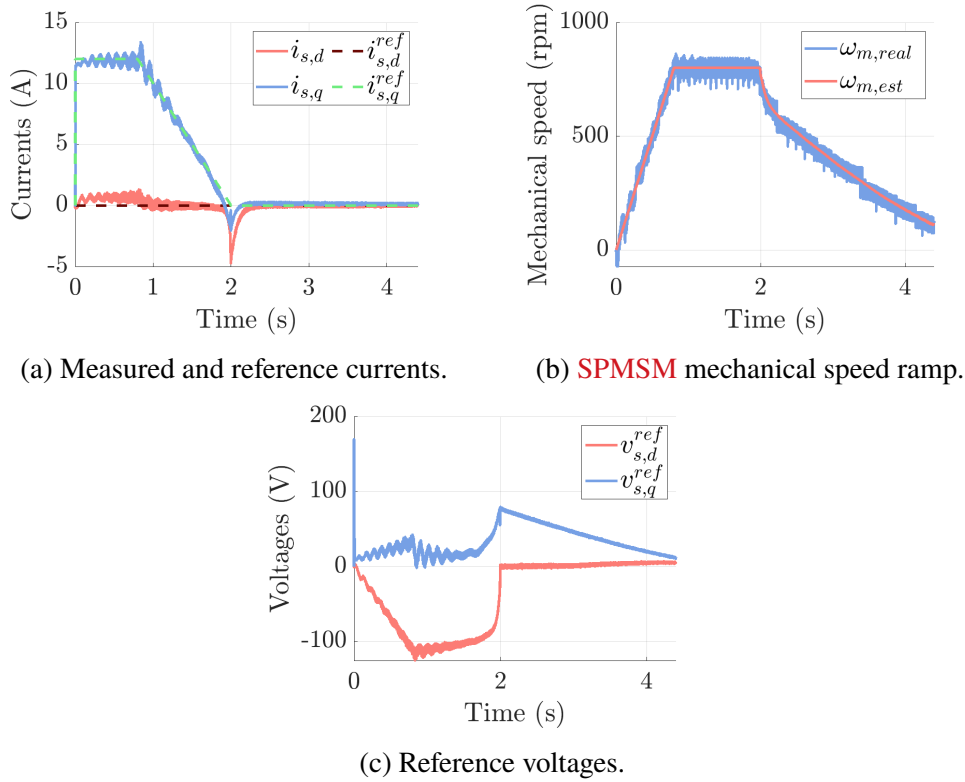 15
10
5
0
-5
Currents (A)
i_{s,d} i_{s,d}^{ref}
i_{s,q} i_{s,q}^{ref}
0 1 2 3 4
Time (s)
(a) Measured and reference currents.
1000
500
0
Mechanical speed (rpm)
ω_{m,real}
ω_{m,est}
0 2 4
Time (s)
(b) SPMSM mechanical speed ramp.
200
100
0
-100
Voltages (V)
v_{s,d}^{ref}
v_{s,q}^{ref}
0 2 4
Time (s)
(c) Reference voltages.